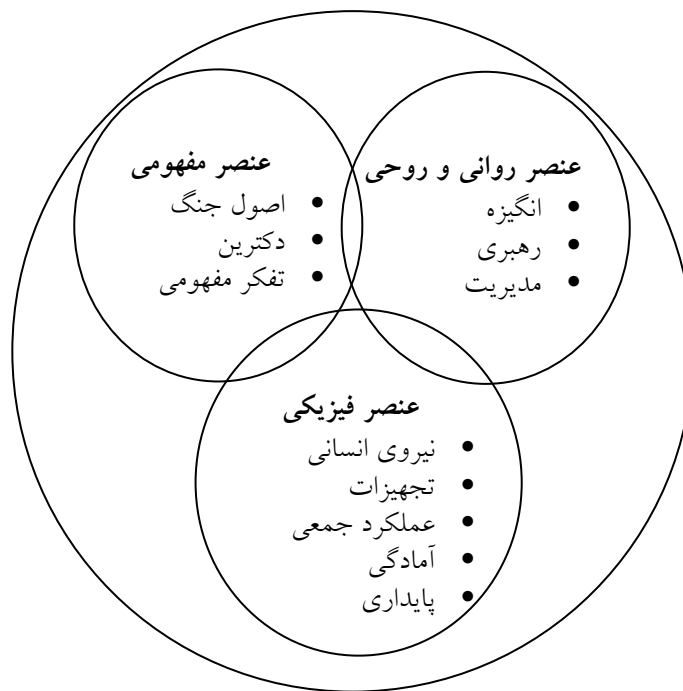 عنصر روانی و روحی
• انگیزه
• رهبری
• مدیریت
عنصر مفهومی
• اصول جنگ
• دکترین
• تفکر مفهومی
عنصر فیزیکی
• نیروی انسانی
• تجهیزات
• عملکرد جمعی
• آمادگی
• پایداری